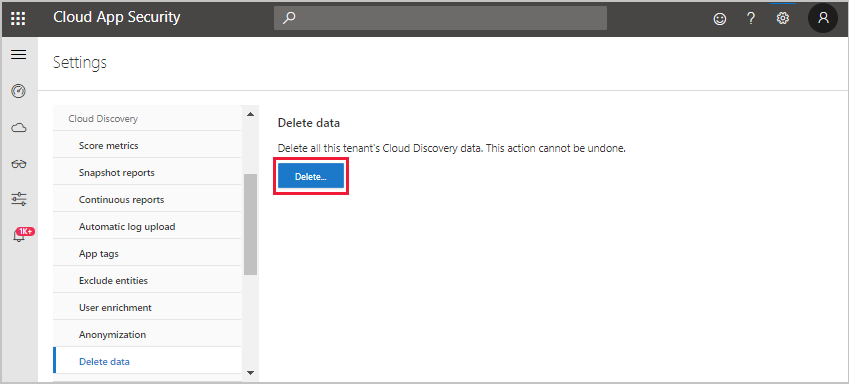 Cloud App Security
?
Settings
Cloud Discovery
Score metrics
Snapshot reports
Continuous reports
Automatic log upload
App tags
Exclude entities
User enrichment
Anonymization
Delete data
1K+
Delete data
Delete all this tenant's Cloud Discovery data. This action cannot be undone.
Delete...